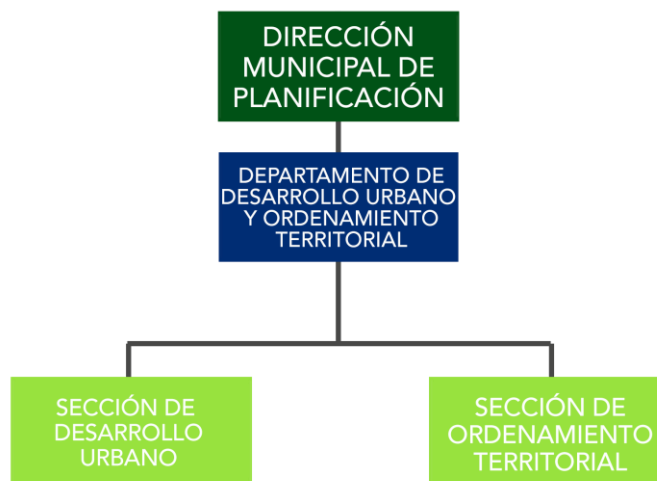 DIRECCIÓN
MUNICIPAL DE
PLANIFICACIÓN
DEPARTAMENTO DE
DESARROLLO URBANO
Y ORDENAMIENTO
TERRITORIAL
SECCIÓN DE
DESARROLLO
URBANO
SECCIÓN DE
ORDENAMIENTO
TERRITORIAL